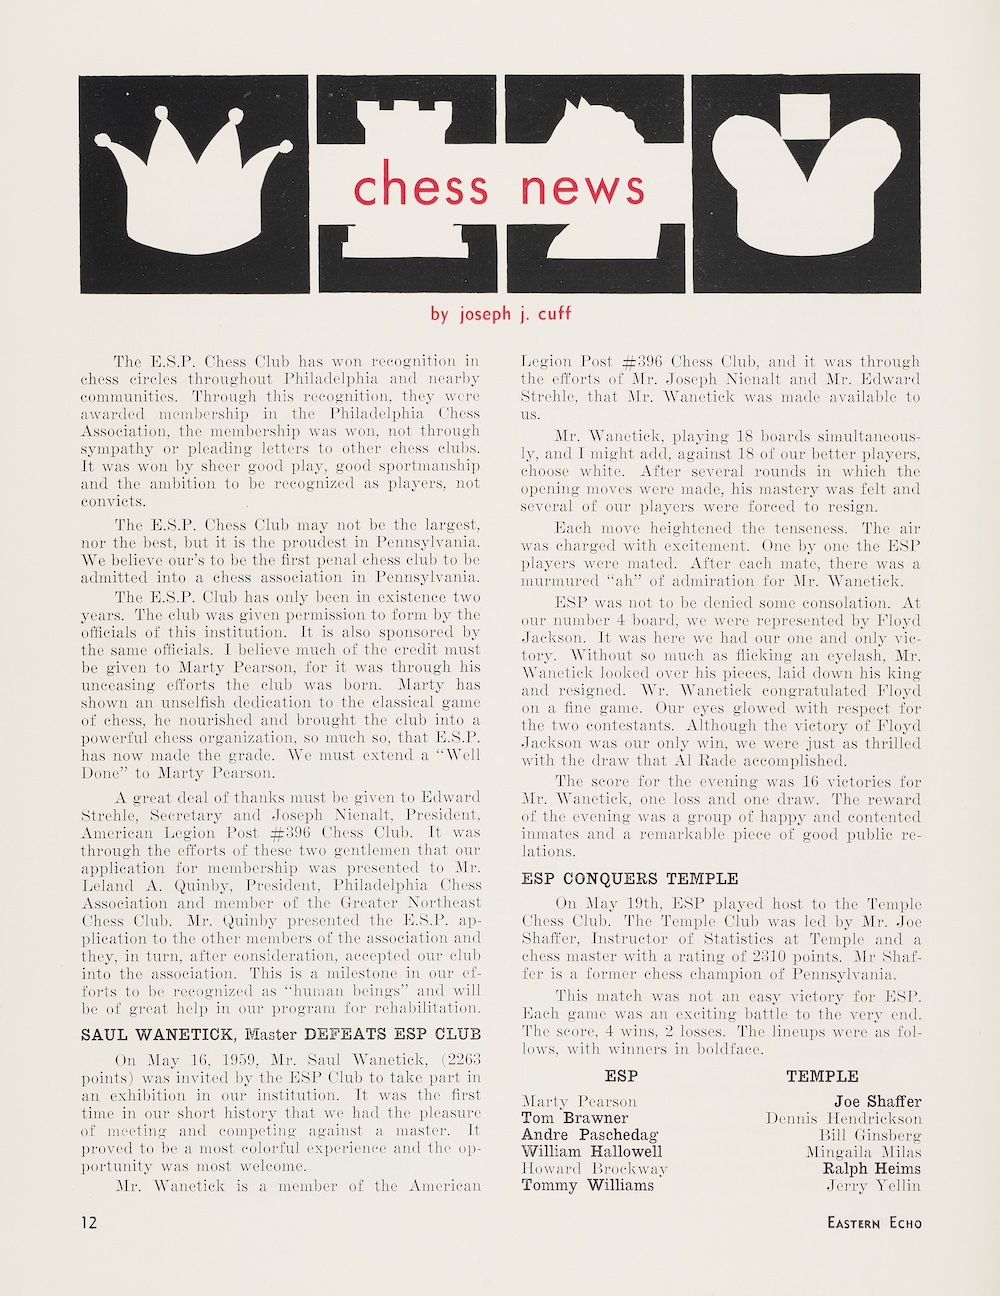 chess news
by joseph j. cuff
The E.S.P. Chess Club has won recognition in
chess circles throughout Philadelphia and nearby
communities. Through this recognition, they were
awarded membership in the Philadelphia Chess
Association, the membership was won, not through
sympathy or pleading letters to other chess clubs.
It was won by sheer good play, good sportmanship
and the ambition to be recognized as players, not
convicts.
The E.S.P. Chess Club may not be the largest,
nor the best, but it is the proudest in Pennsylvania.
We believe our's to be the first penal chess club to be
admitted into a chess association in Pennsylvania.
The E.S.P. Club has only been in existence two
years. The club was given permission to form by the
officials of this institution. It is also sponsored by
the same officials. I believe much of the credit must
be given to Marty Pearson, for it was through his
unceasing efforts the club was born. Marty has
shown an unselfish dedication to the classical game
of chess, he nourished and brought the club into a
powerful chess organization, so much so, that E.S.P.
has now made the grade. We must extend a "Well
Done" to Marty Pearson.
A great deal of thanks must be given to Edward
Strehle, Secretary and Joseph Nienalt, President,
American Legion Post #396 Chess Club. It was
through the efforts of these two gentlemen that our
application for membership was presented to Mr.
Leland A. Quinby, President, Philadelphia Chess
Association and member of the Greater Northeast
Chess Club. Mr. Quinby presented the E.S.P. ap-
plication to the other members of the association and
they, in turn, after consideration, accepted our club
into the association. This is a milestone in our ef-
forts to be recognized as "human beings" and will
be of great help in our program for rehabilitation.
SAUL WANETICK, Master DEFEATS ESP CLUB
On May 16, 1959, Mr. Saul Wanetick, (2263
points) was invited by the ESP Club to take part in
an exhibition in our institution. It was the first
time in our short history that we had the pleasure
of meeting and competing against a master. It
proved to be a most colorful experience and the op-
portunity was most welcome.
Mr. Wanetick is a member of the American
Legion Post #396 Chess Club, and it was through
the efforts of Mr. Joseph Nienalt and Mr. Edward
Strehle, that Mr. Wanetick was made available to
us.
Mr. Wanetick, playing 18 boards simultaneous-
ly, and I might add, against 18 of our better players,
choose white. After several rounds in which the
opening moves were made, his mastery was felt and
several of our players were forced to resign.
Each move heightened the tenseness. The air
was charged with excitement. One by one the ESP
players were mated. After each mate, there was a
murmured "ah" of admiration for Mr. Wanetick.
ESP was not to be denied some consolation. At
our number 4 board, we were represented by Floyd
Jackson. It was here we had our one and only vic-
tory. Without so much as flicking an eyelash, Mr.
Wanetick looked over his pieces, laid down his king
and resigned. Wr. Wanetick congratulated Floyd
on a fine game. Our eyes glowed with respect for
the two contestants. Although the victory of Floyd
Jackson was our only win, we were just as thrilled
with the draw that Al Rade accomplished.
The score for the evening was 16 victories for
Mr. Wanetick, one loss and one draw. The reward
of the evening was a group of happy and contented
inmates and a remarkable piece of good public re-
lations.
ESP CONQUERS TEMPLE
On May 19th, ESP played host to the Temple
Chess Club. The Temple Club was led by Mr. Joe
Shaffer, Instructor of Statistics at Temple and a
chess master with a rating of 2310 points. Mr Shaf-
fer is a former chess champion of Pennsylvania.
This match was not an easy victory for ESP.
Each game was an exciting battle to the very end.
The score, 4 wins, 2 losses. The lineups were as fol-
lows, with winners in boldface.
ESP TEMPLE
Marty Pearson Joe Shaffer
Tom Brawner Dennis Hendrickson
Andre Paschedag Bill Ginsberg
William Hallowell Mingaila Milas
Howard Brockway Ralph Heims
Tommy Williams Jerry Yellin
12 EASTERN ECHO